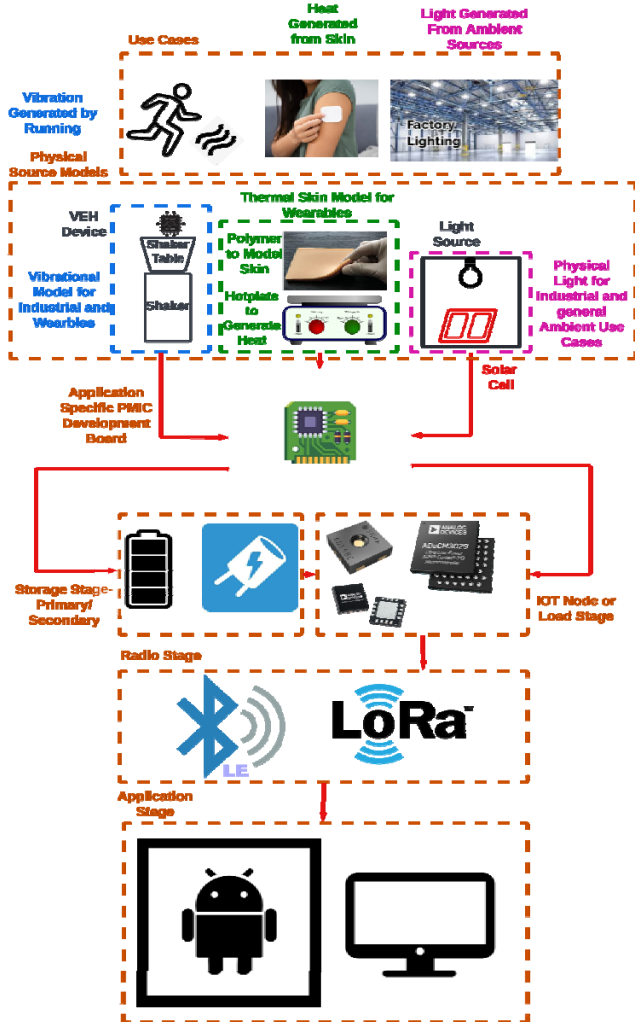 Use Cases
Heat
Generated
from Skin
Light Generated
From Ambient
Sources
Vibration
Generated by
Running
Factory
Lighting
Physical
Source Models
VEH
Device
Shaker
Table
Shaker
Vibrational
Model for
Industrial and
Wearbles
Thermal Skin Model for
Wearables
Polymer
to Model
Skin
Hotplate
to
Generate
Heat
Light
Source
Physical
Light for
Industrial and
general
Ambient Use
Cases
Solar
Cell
Application
Specific PMIC
Development
Board
Storage Stage-
Primary/
Secondary
ANALOG
DEVICES
ADuCM3029
IOT Node or
Load Stage
Radio Stage
LE
LoRa
Application
Stage